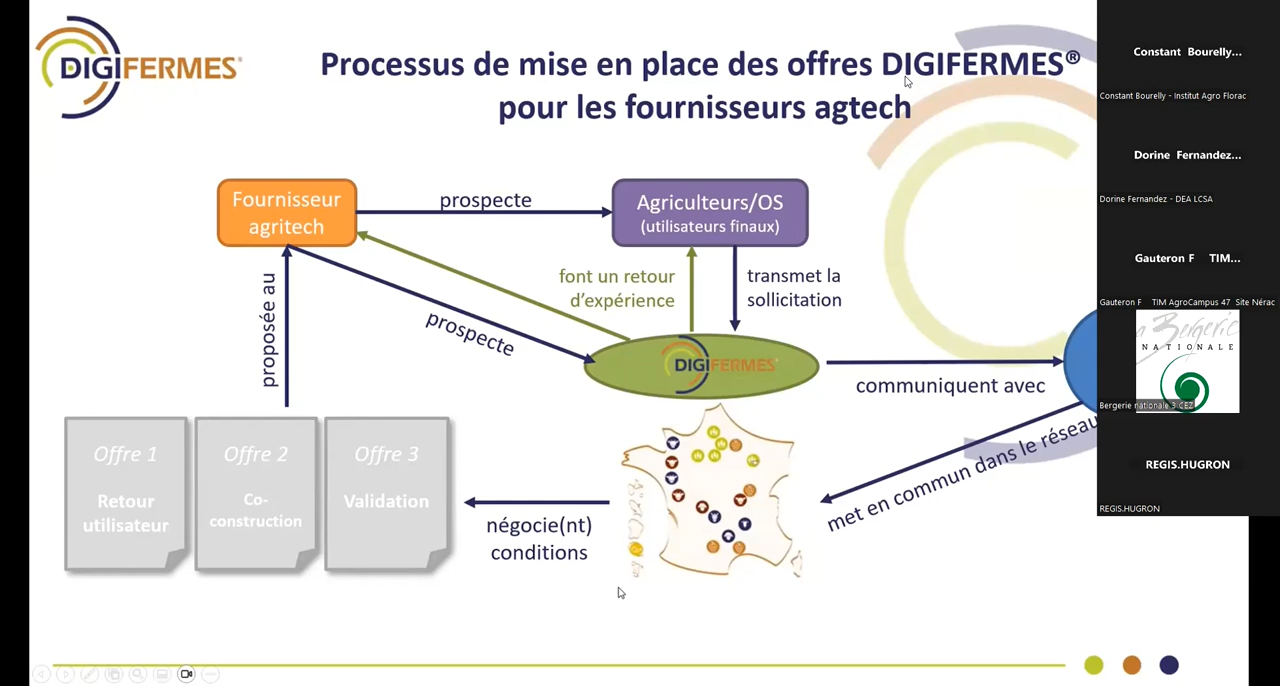 DIGIFERMES®
Processus de mise en place des offres DIGIFERMES®
pour les fournisseurs agtech
Fournisseur
agritech
prospecte
Agriculteurs/OS
(utilisateurs finaux)
font un retour
d'expérience
transmet la
sollicitation
proposée au
prospecte
DIGIFERMES
communiquent avec
met en commun dans le réseau
Offre 1
Retour
utilisateur
Offre 2
Co-
construction
Offre 3
Validation
négocie(nt)
conditions
Constant Bourelly...
Constant Bourelly - Institut Agro Florac
Dorine Fernandez...
Dorine Fernandez - DEA LCSA
Gauteron F TIM...
Gauteron F TIM AgroCampus 47 Site Nérac
a Bergerie
NATIONALE
Bergerie nationale 3 CEZ
REGIS.HUGRON
REGIS.HUGRON